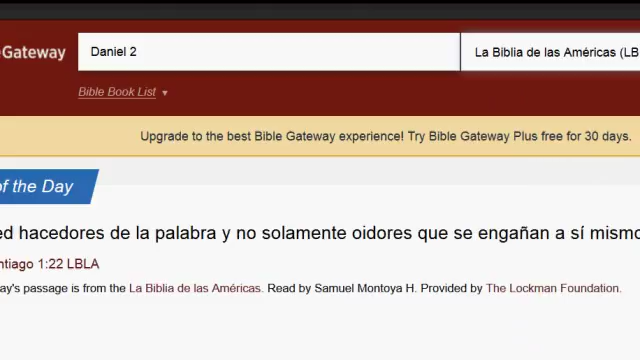 Gateway
Daniel 2
La Biblia de las Américas (LB
Bible Book List
Upgrade to the best Bible Gateway experience! Try Bible Gateway Plus free for 30 days.
of the Day
ed hacedores de la palabra y no solamente oidores que se engañan a sí mismo
ntiago 1:22 LBLA
ay's passage is from the La Biblia de las Américas. Read by Samuel Montoya H. Provided by The Lockman Foundation.